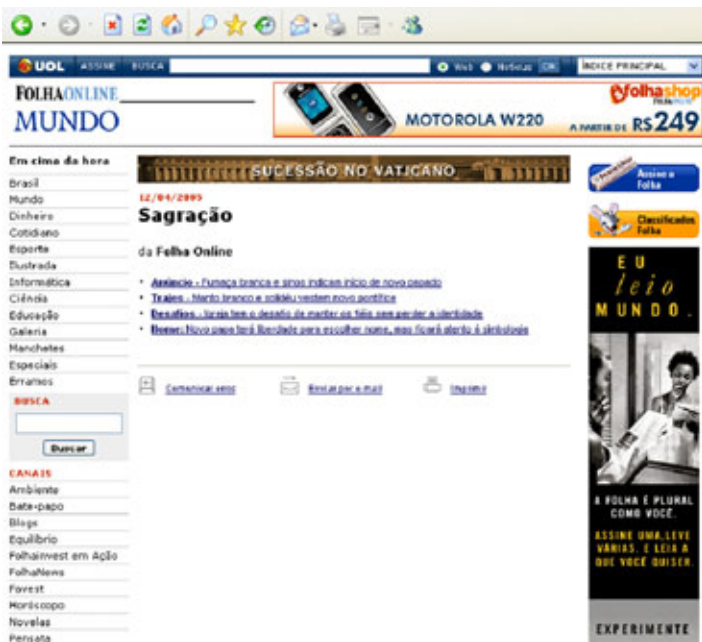 UOL ASSINE BUSCA Web Notícias OK ÍNDICE PRINCIPAL
FOLHAONLINE
MUNDO
MOTOROLA W220
folhashop
A PARTIR DE R$249
Em cima da hora
Brasil
Mundo
Dinheiro
Cotidiano
Esporte
Ilustrada
Informática
Ciência
Educação
Galeria
Manchetes
Especiais
Erramos
BUSCA
Buscar
CANAIS
Ambiente
Bate-papo
Blogs
Equilíbrio
Folhainvest em Ação
FolhaNews
Fovest
Horóscopo
Novelas
Pensata
SUCESSÃO NO VATICANO
12/04/2005
Sagração
da Folha Online
Anúncio - Fumaça branca e sinos indicam início de novo papado
Trajes - Manto branco e solidéu vestem novo pontífice
Desafios - Igreja tem o desafio de manter os fiéis sem perder a identidade
Nome: Novo papa terá liberdade para escolher nome, mas ficará atento à simbologia
Comunicar erros Enviar por e-mail Imprimir
Assine a
Folha
Classificados
Folha
EU
leio
MUNDO.
A FOLHA É PLURAL
COMO VOCÊ.
ASSINE UMA, LEVE
VÁRIAS. E LEIA A
QUE VOCÊ QUISER.
EXPERIMENTE